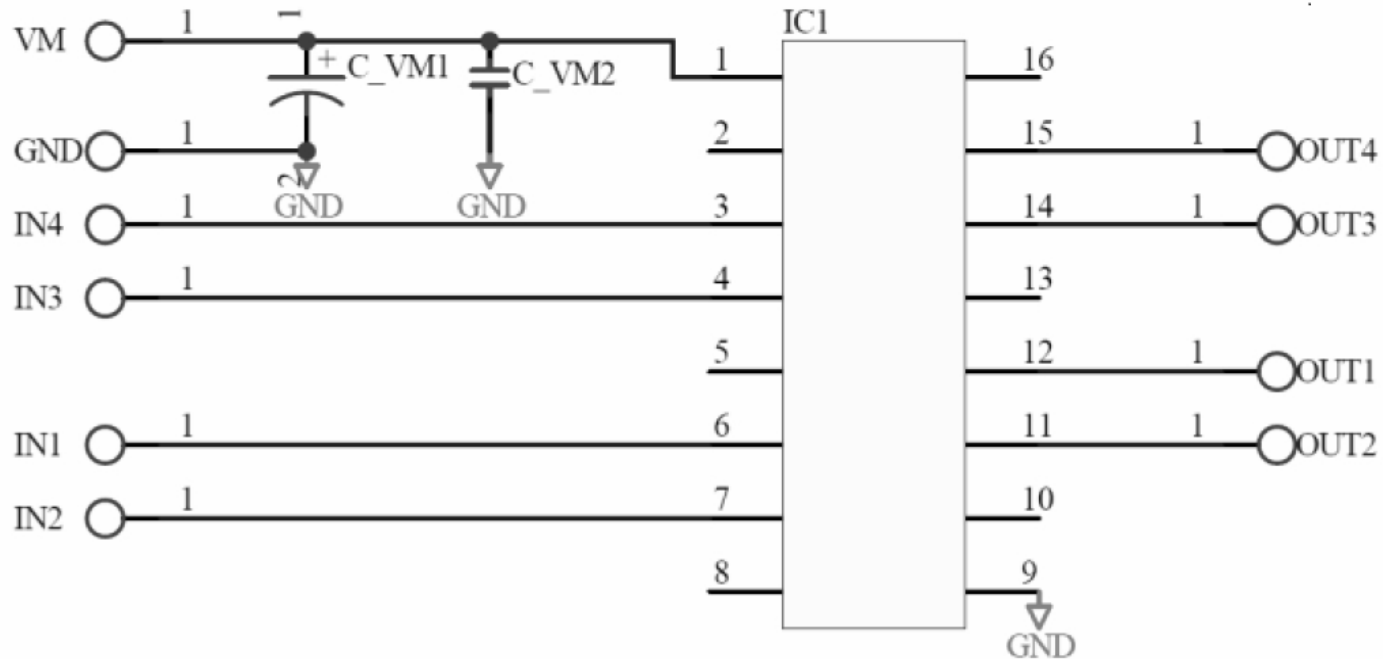 IC1
VM 1 1
+ C_VM1 C_VM2 1 16
GND 1 2 15 1 OUT4
2
GND GND
IN4 1 3 14 1 OUT3
IN3 1 4 13
5 12 1 OUT1
IN1 1 6 11 1 OUT2
IN2 1 7 10
8 9
GND